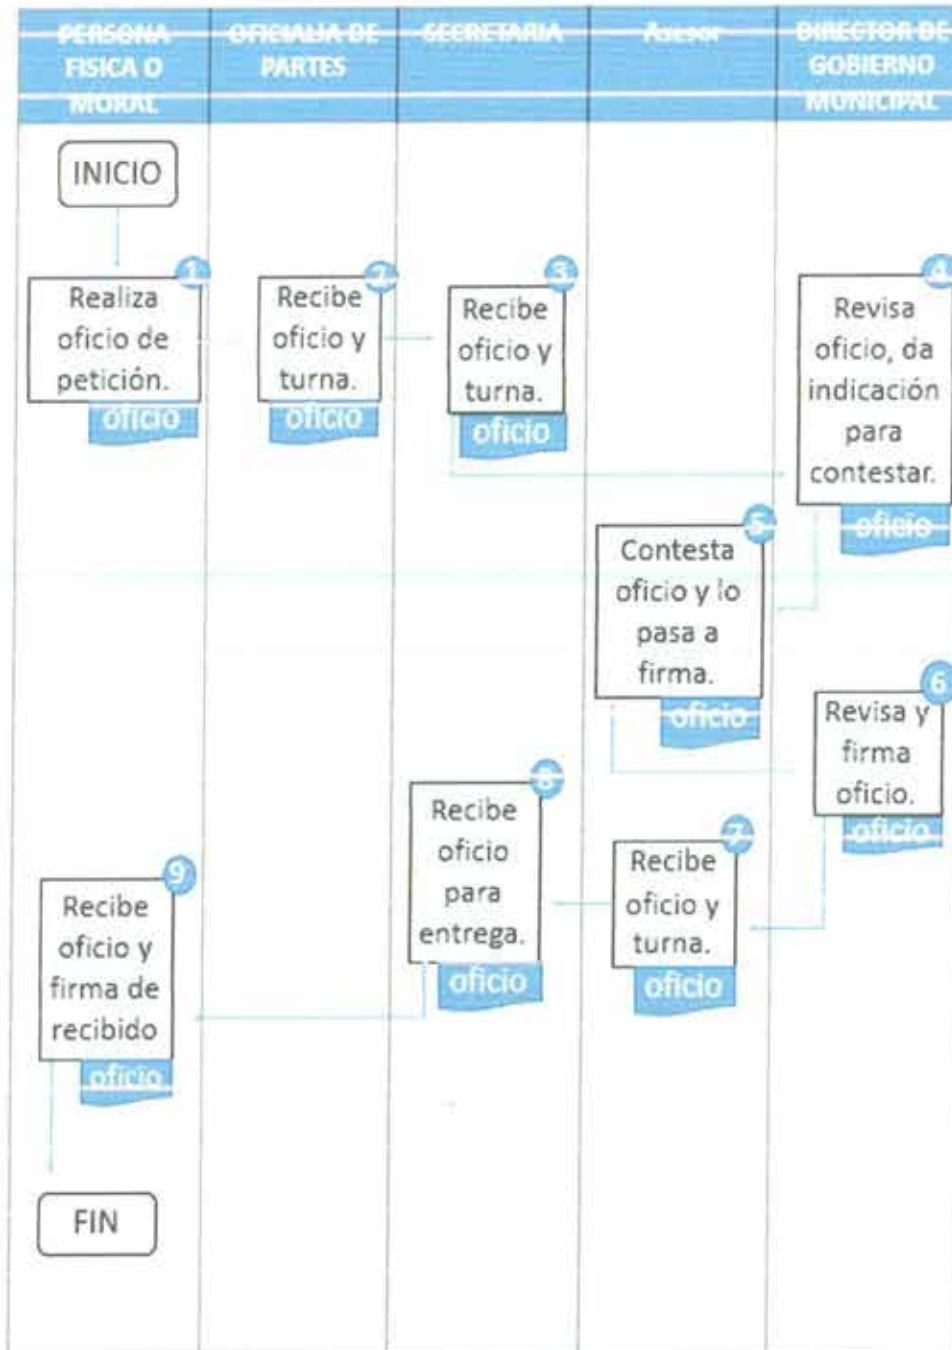 PERSONA
FISICA O
MORAL
OFICIALIA DE
PARTES
SECRETARIA
Asesor
DIRECTOR DE
GOBIERNO
MUNICIPAL
INICIO
1
Realiza
oficio de
petición.
oficio
2
Recibe
oficio y
turna.
oficio
3
Recibe
oficio y
turna.
oficio
4
Revisa
oficio, da
indicación
para
contestar.
oficio
5
Contesta
oficio y lo
pasa a
firma.
oficio
6
Revisa y
firma
oficio.
oficio
7
Recibe
oficio y
turna.
oficio
8
Recibe
oficio
para
entrega.
oficio
9
Recibe
oficio y
firma de
recibido
oficio
FIN